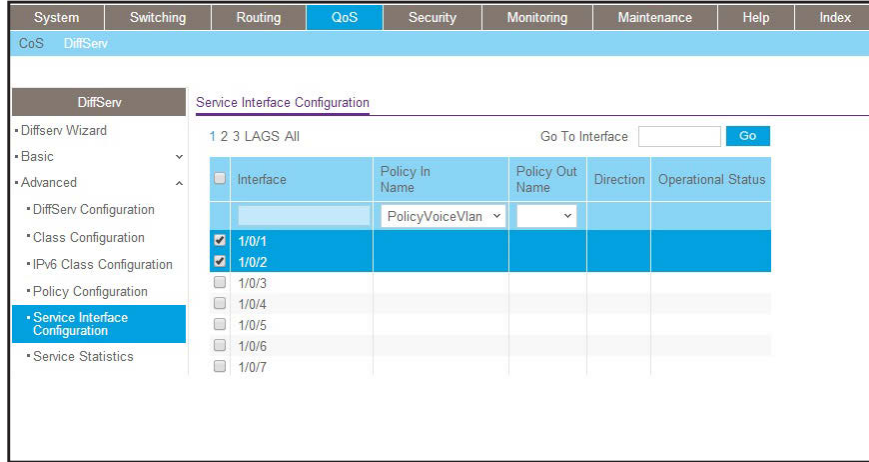 System Switching Routing QoS Security Monitoring Maintenance Help Index
CoS DiffServ
DiffServ
Diffserv Wizard
Basic
Advanced
DiffServ Configuration
Class Configuration
IPv6 Class Configuration
Policy Configuration
Service Interface
Configuration
Service Statistics
Service Interface Configuration
1 2 3 LAGS All Go To Interface Go
Interface Policy In Name Policy Out Name Direction Operational Status
PolicyVoiceVlan
1/0/1
1/0/2
1/0/3
1/0/4
1/0/5
1/0/6
1/0/7